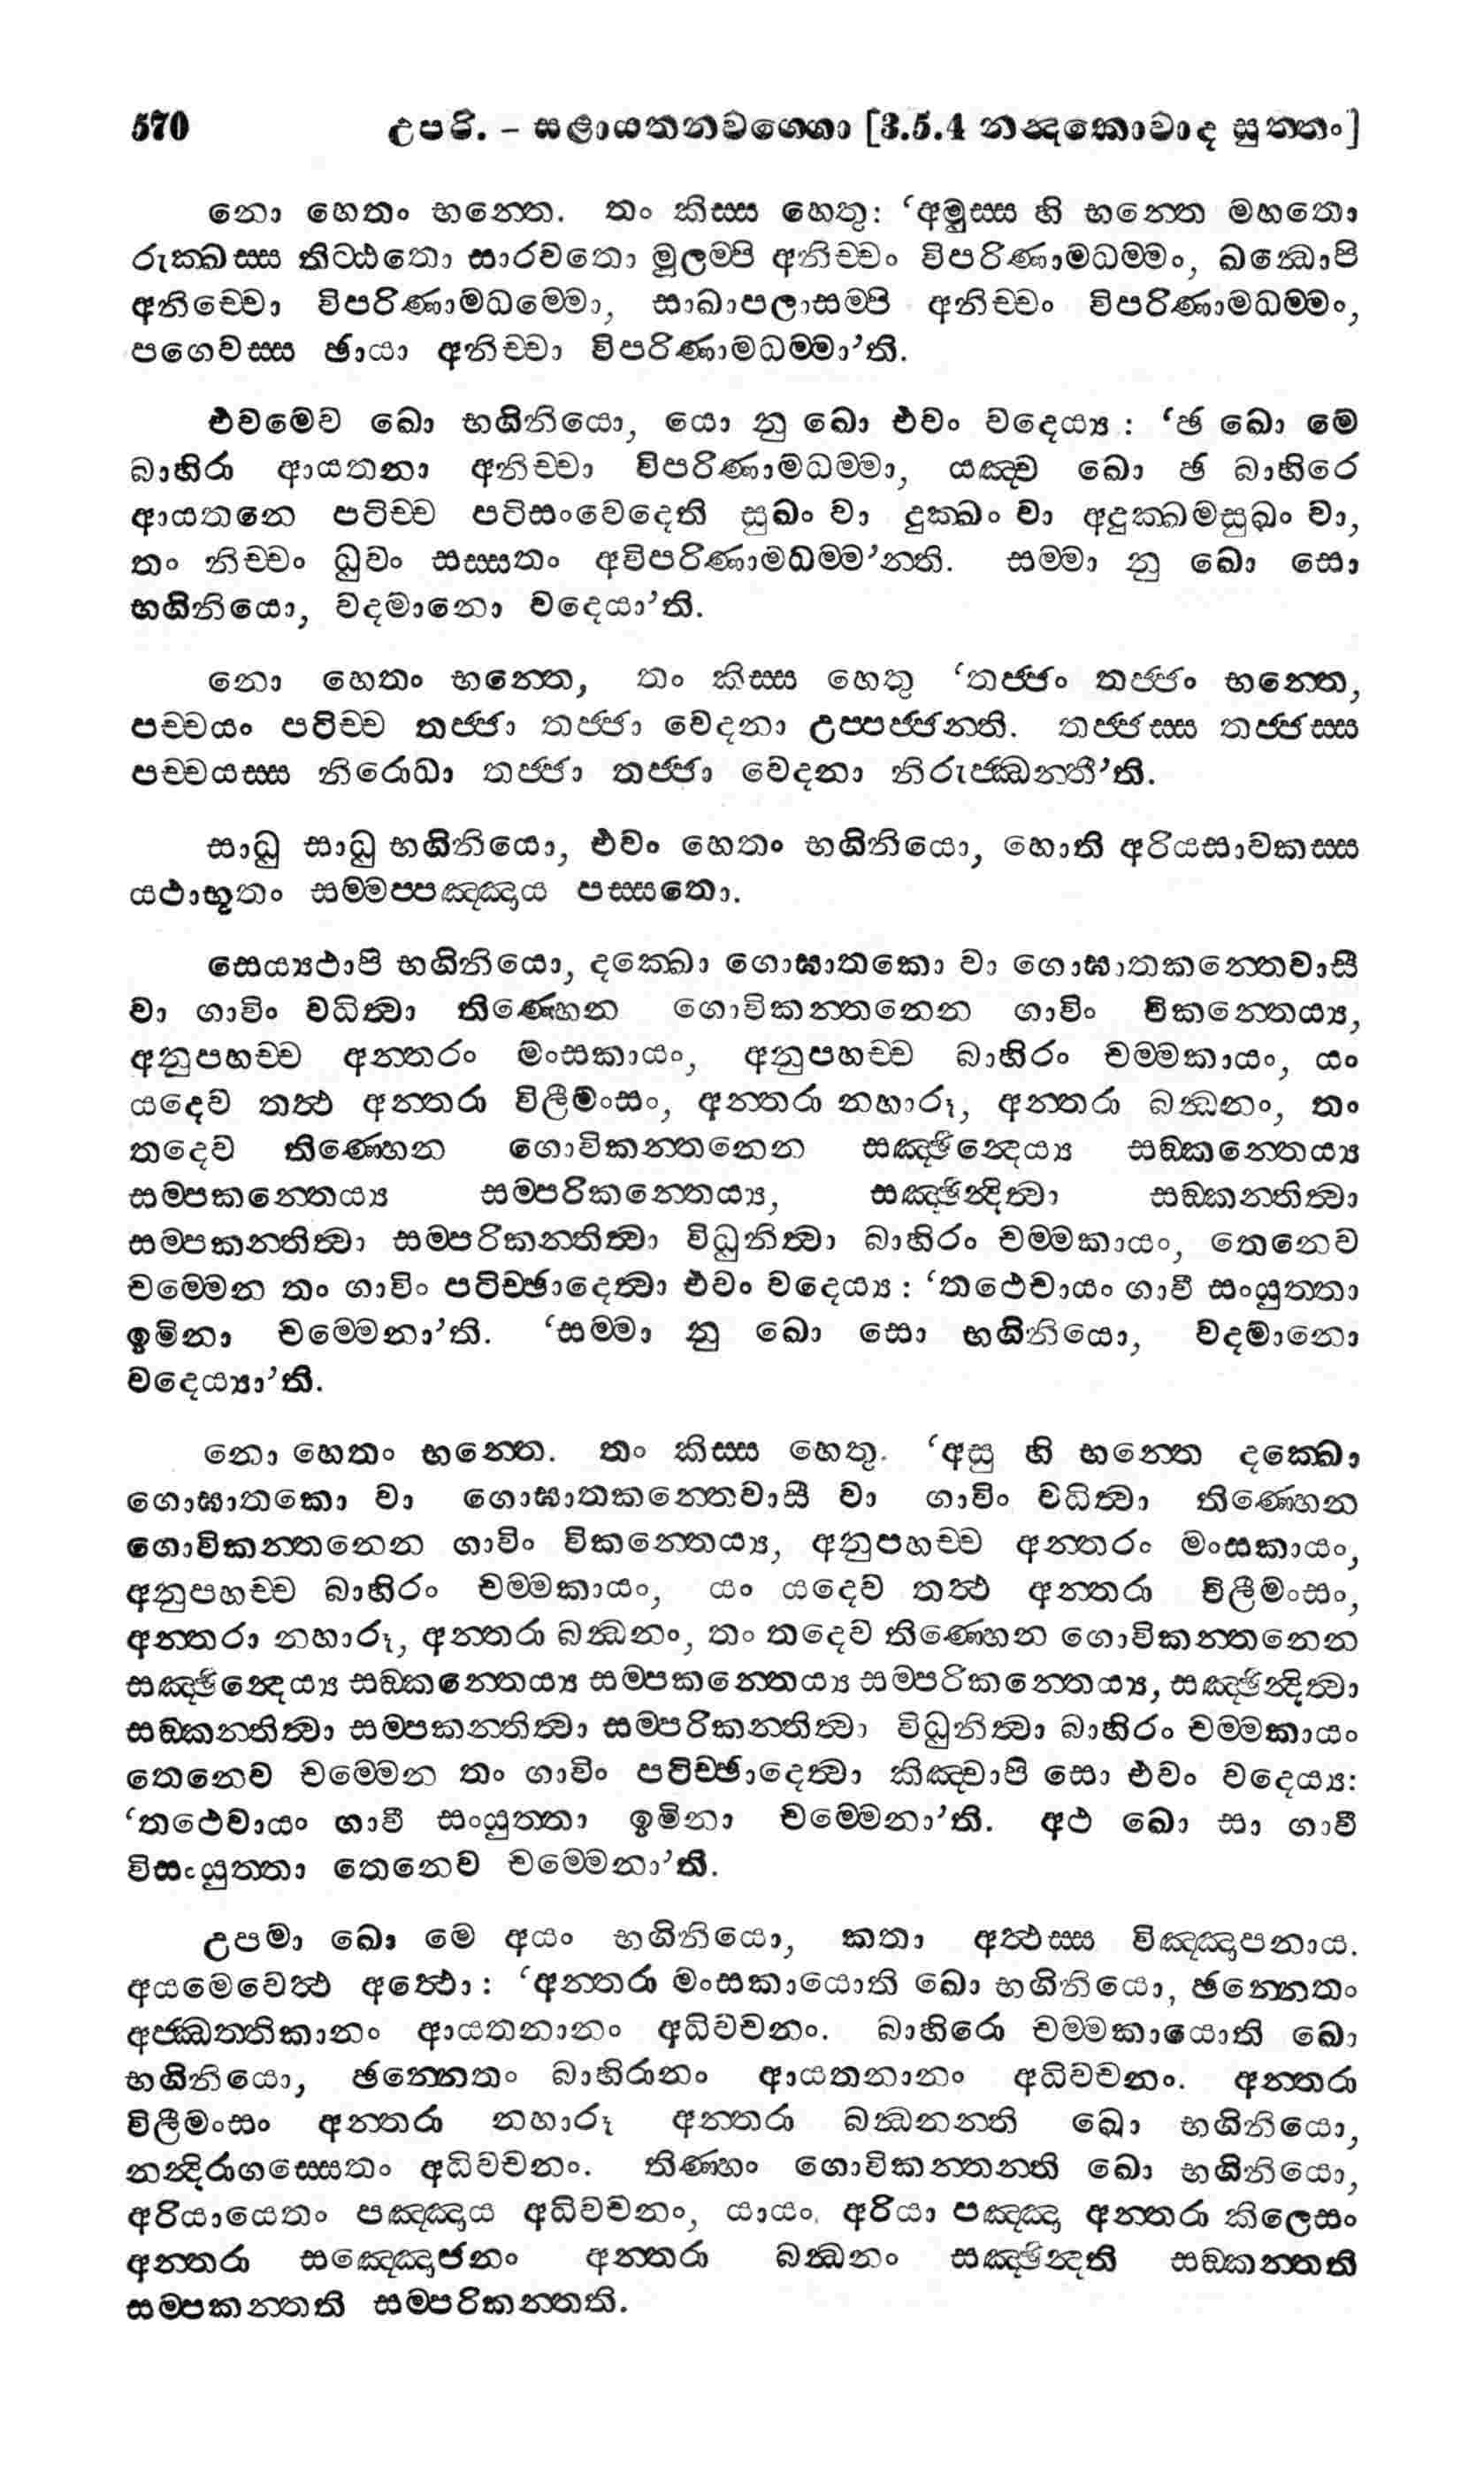 570 උපරි. - සළායතනවග්ගො [3.5.4 නන්දකොවාද සුත්තං]
නො හෙතං භන්තෙ. තං කිස්ස හෙතු: ‘අමුස්ස හි භන්තෙ මහතො
රුක්ඛස්ස තිට්ඨතො සාරවතො මූලම්පි අනිච්චං විපරිණාමධම්මං, ඛන්ධොපි
අනිච්චො විපරිණාමධම්මො, සාඛාපලාසම්පි අනිච්චං විපරිණාමධම්මං,
පගෙවස්ස ඡායා අනිච්චා විපරිණාමධම්මා’ති.
එවමෙව ඛො භගිනියො, යො නු ඛො එවං වදෙය්‍ය : ‘ඡ ඛො මෙ
බාහිරා ආයතනා අනිච්චා විපරිණාමධම්මා, යඤ්ච ඛො ඡ බාහිරෙ
ආයතනෙ පටිච්ච පටිසංවෙදෙති සුඛං වා දුක්ඛං වා අදුක්ඛමසුඛං වා,
තං නිච්චං ධුවං සස්සතං අවිපරිණාමධම්ම’න්ති. සම්මා නු ඛො සො
භගිනියො, වදමානො වදෙයා’ති.
නො හෙතං භන්තෙ, තං කිස්ස හෙතු ‘තජ්ජං තජ්ජං භන්තෙ,
පච්චයං පටිච්ච තජ්ජා තජ්ජා වෙදනා උප්පජ්ජන්ති. තජ්ජස්ස තජ්ජස්ස
පච්චයස්ස නිරොධා තජ්ජා තජ්ජා වෙදනා නිරුජ්ඣන්තී’ති.
සාධු සාධු භගිනියො, එවං හෙතං භගිනියො, හොති අරියසාවකස්ස
යථාභූතං සම්මප්පඤ්ඤාය පස්සතො.
සෙය්‍යථාපි භගිනියො, දක්ඛො ගොඝාතකො වා ගොඝාතකන්තෙවාසී
වා ගාවිං වධිත්වා තිණ්හෙන ගොවිකන්තනෙන ගාවිං විකන්තෙය්‍ය,
අනුපහච්ච අන්තරං මංසකායං, අනුපහච්ච බාහිරං චම්මකායං, යං
යදෙව තත්ථ අන්තරා විලීමංසං, අන්තරා නහාරූ, අන්තරා බන්ධනං, තං
තදෙව තිණ්හෙන ගොවිකන්තනෙන සඤ්ඡින්දෙය්‍ය සඞ්කන්තෙය්‍ය
සම්පකන්තෙය්‍ය සම්පරිකන්තෙය්‍ය, සඤ්ඡින්දිත්වා සඞ්කන්තිත්වා
සම්පකන්තිත්වා සම්පරිකන්තිත්වා විධුනිත්වා බාහිරං චම්මකායං, තෙනෙව
චම්මෙන තං ගාවිං පටිච්ඡාදෙත්වා එවං වදෙය්‍ය : ‘තථෙවායං ගාවී සංයුත්තා
ඉමිනා චම්මෙනා’ති. ‘සම්මා නු ඛො සො භගිනියො, වදමානො
වදෙය්‍යා’ති.
නො හෙතං භන්තෙ. තං කිස්ස හෙතු. ‘අසු හි භන්තෙ දක්ඛො
ගොඝාතකො වා ගොඝාතකන්තෙවාසී වා ගාවිං වධිත්වා තිණ්හෙන
ගොවිකන්තනෙන ගාවිං විකන්තෙය්‍ය, අනුපහච්ච අන්තරං මංසකායං,
අනුපහච්ච බාහිරං චම්මකායං, යං යදෙව තත්ථ අන්තරා විලීමංසං,
අන්තරා නහාරූ, අන්තරා බන්ධනං, තං තදෙව තිණ්හෙන ගොවිකන්තනෙන
සඤ්ඡින්දෙය්‍ය සඞ්කන්තෙය්‍ය සම්පකන්තෙය්‍ය සම්පරිකන්තෙය්‍ය, සඤ්ඡින්දිත්වා
සඞ්කන්තිත්වා සම්පකන්තිත්වා සම්පරිකන්තිත්වා විධුනිත්වා බාහිරං චම්මකායං
තෙනෙව චම්මෙන තං ගාවිං පටිච්ඡාදෙත්වා කිඤ්චාපි සො එවං වදෙය්‍ය:
‘තථෙවායං ගාවී සංයුත්තා ඉමිනා චම්මෙනා’ති. අථ ඛො සා ගාවී
විසංයුත්තා තෙනෙව චම්මෙනා’ති.
උපමා ඛො මෙ අයං භගිනියො, කතා අත්ථස්ස විඤ්ඤාපනාය.
අයමෙවෙත්ථ අත්ථො : ‘අන්තරා මංසකායොති ඛො භගිනියො, ඡන්නෙතං
අජ්ඣත්තිකානං ආයතනානං අධිවචනං. බාහිරො චම්මකායොති ඛො
භගිනියො, ඡන්නෙතං බාහිරානං ආයතනානං අධිවචනං. අන්තරා
විලීමංසං අන්තරා නහාරූ අන්තරා බන්ධනන්ති ඛො භගිනියො,
නන්දිරාගස්සෙතං අධිවචනං. තිණ්හං ගොවිකන්තනන්ති ඛො භගිනියො,
අරියායෙතං පඤ්ඤාය අධිවචනං, යායං අරියා පඤ්ඤා අන්තරා කිලෙසං
අන්තරා සඤ්ඤොජනං අන්තරා බන්ධනං සඤ්ඡින්දති සඞ්කන්තති
සම්පකන්තති සම්පරිකන්තති.